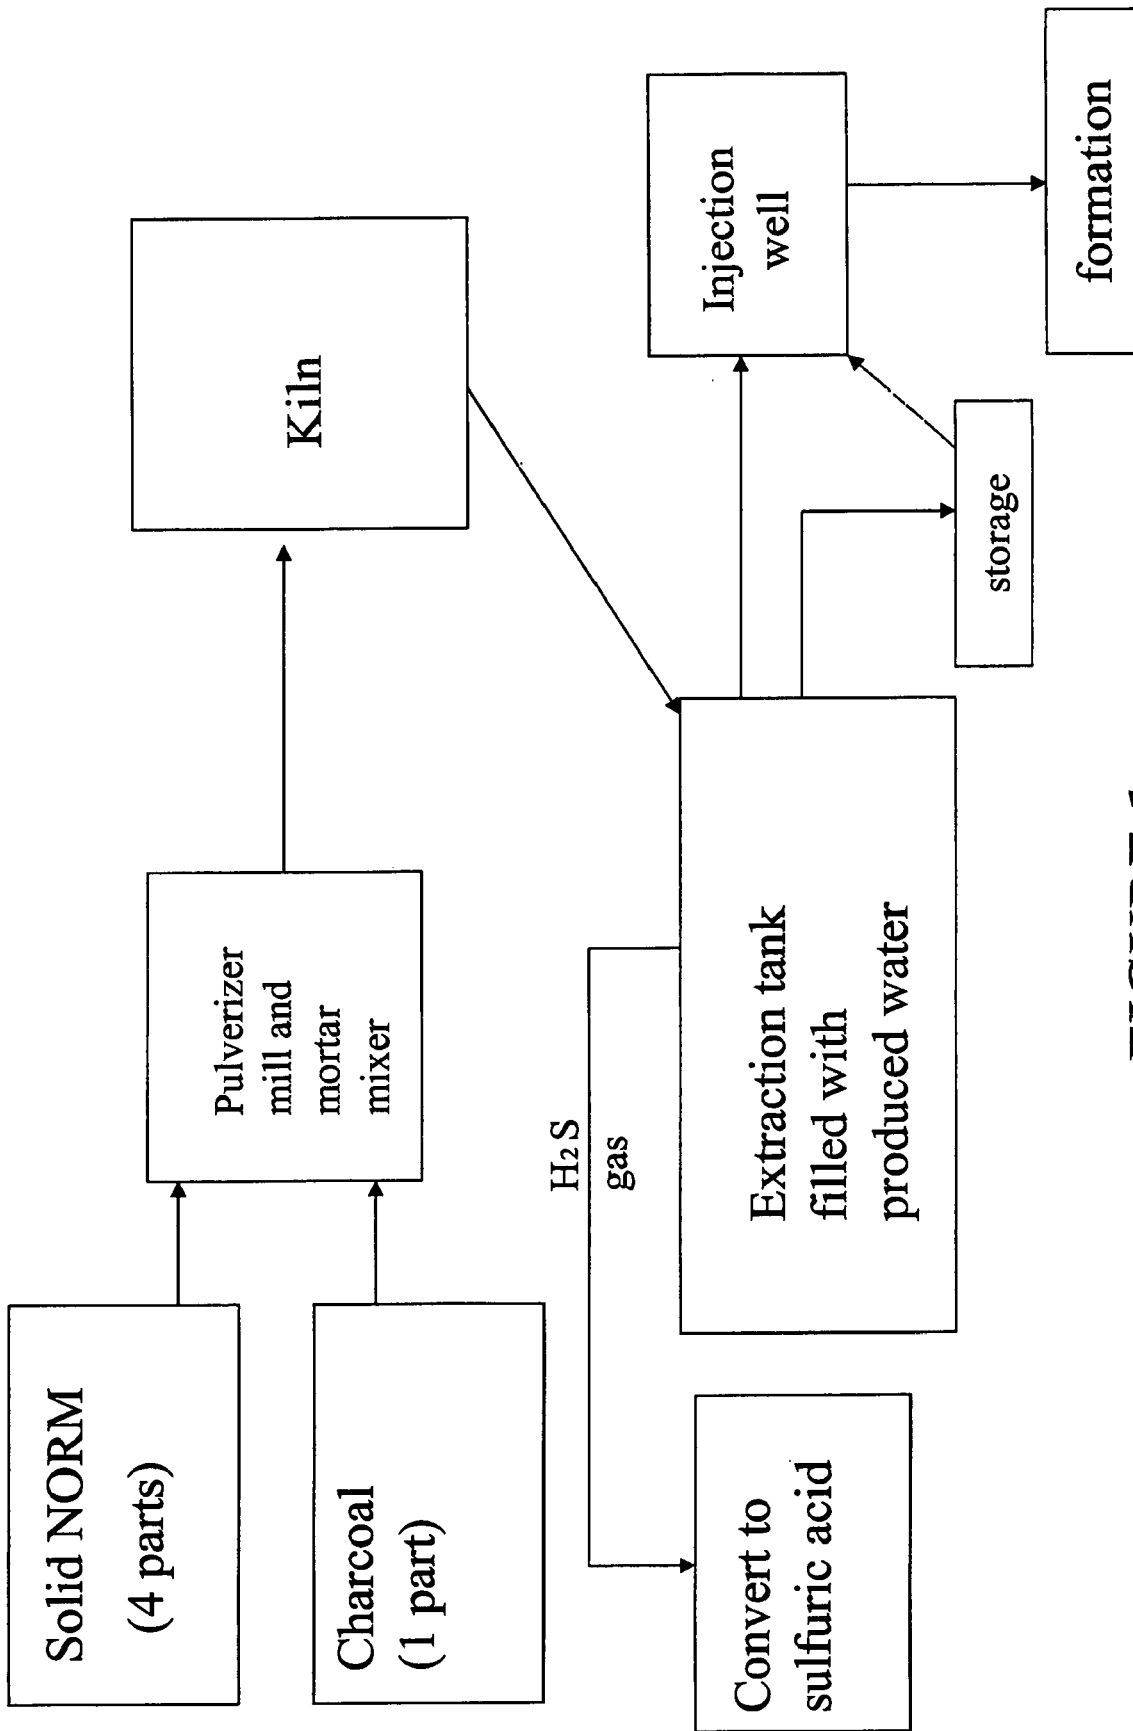 Solid NORM
(4 parts)
Charcoal
(1 part)
Pulverizer
mill and
mortar
mixer
Kiln
H₂S
gas
Convert to
sulfuric acid
Extraction tank
filled with
produced water
storage
Injection
well
formation